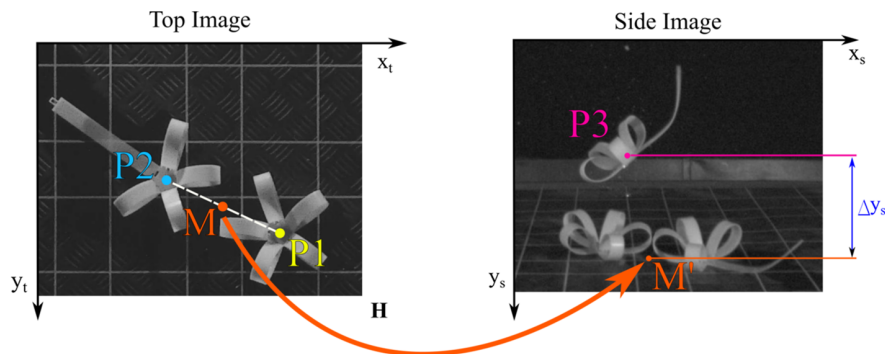 Top Image
Side Image
xₜ
xₛ
P3
P2
Δyₛ
M
P1
yₜ
H
yₛ
M'